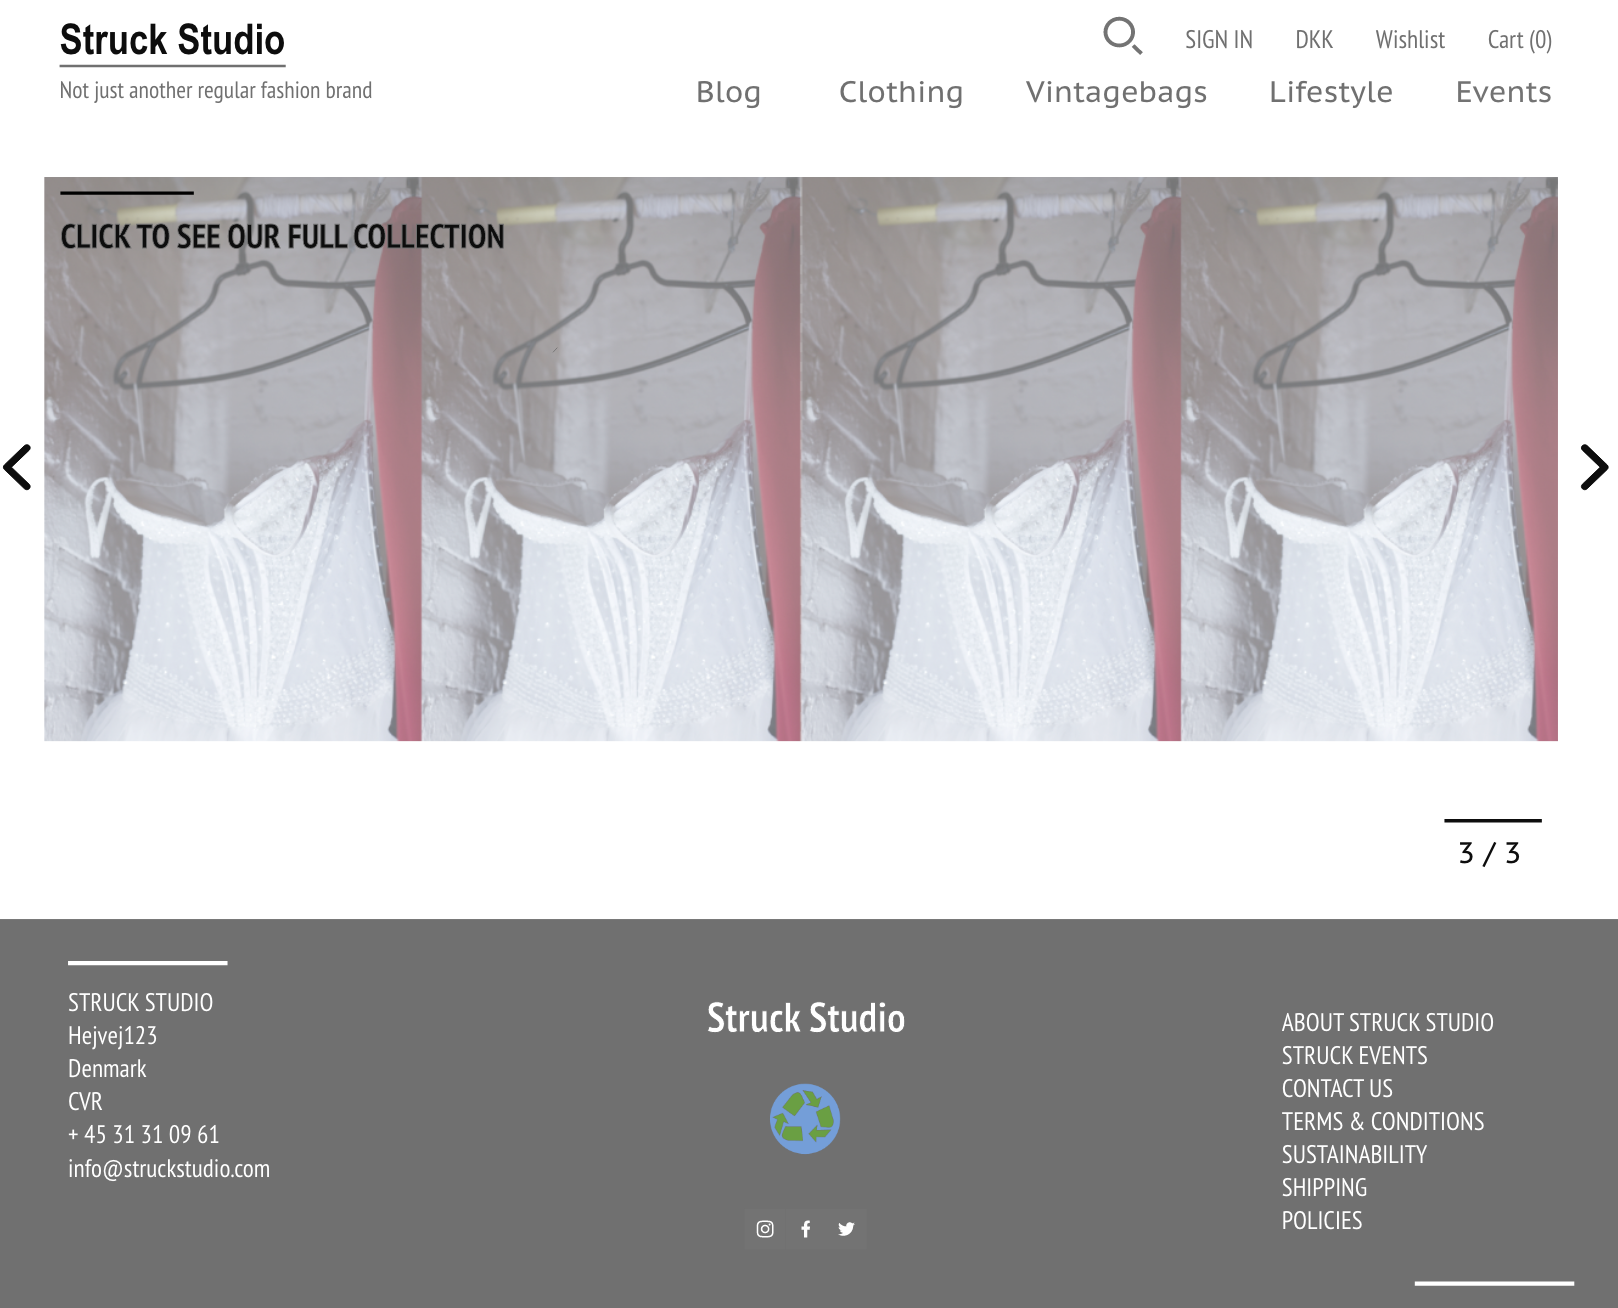 Struck Studio
SIGN IN DKK Wishlist Cart (0)
Not just another regular fashion brand
Blog Clothing Vintagebags Lifestyle Events
CLICK TO SEE OUR FULL COLLECTION
3 / 3
STRUCK STUDIO
Hejvej123
Denmark
CVR
+ 45 31 31 09 61
info@struckstudio.com
Struck Studio
ABOUT STRUCK STUDIO
STRUCK EVENTS
CONTACT US
TERMS & CONDITIONS
SUSTAINABILITY
SHIPPING
POLICIES